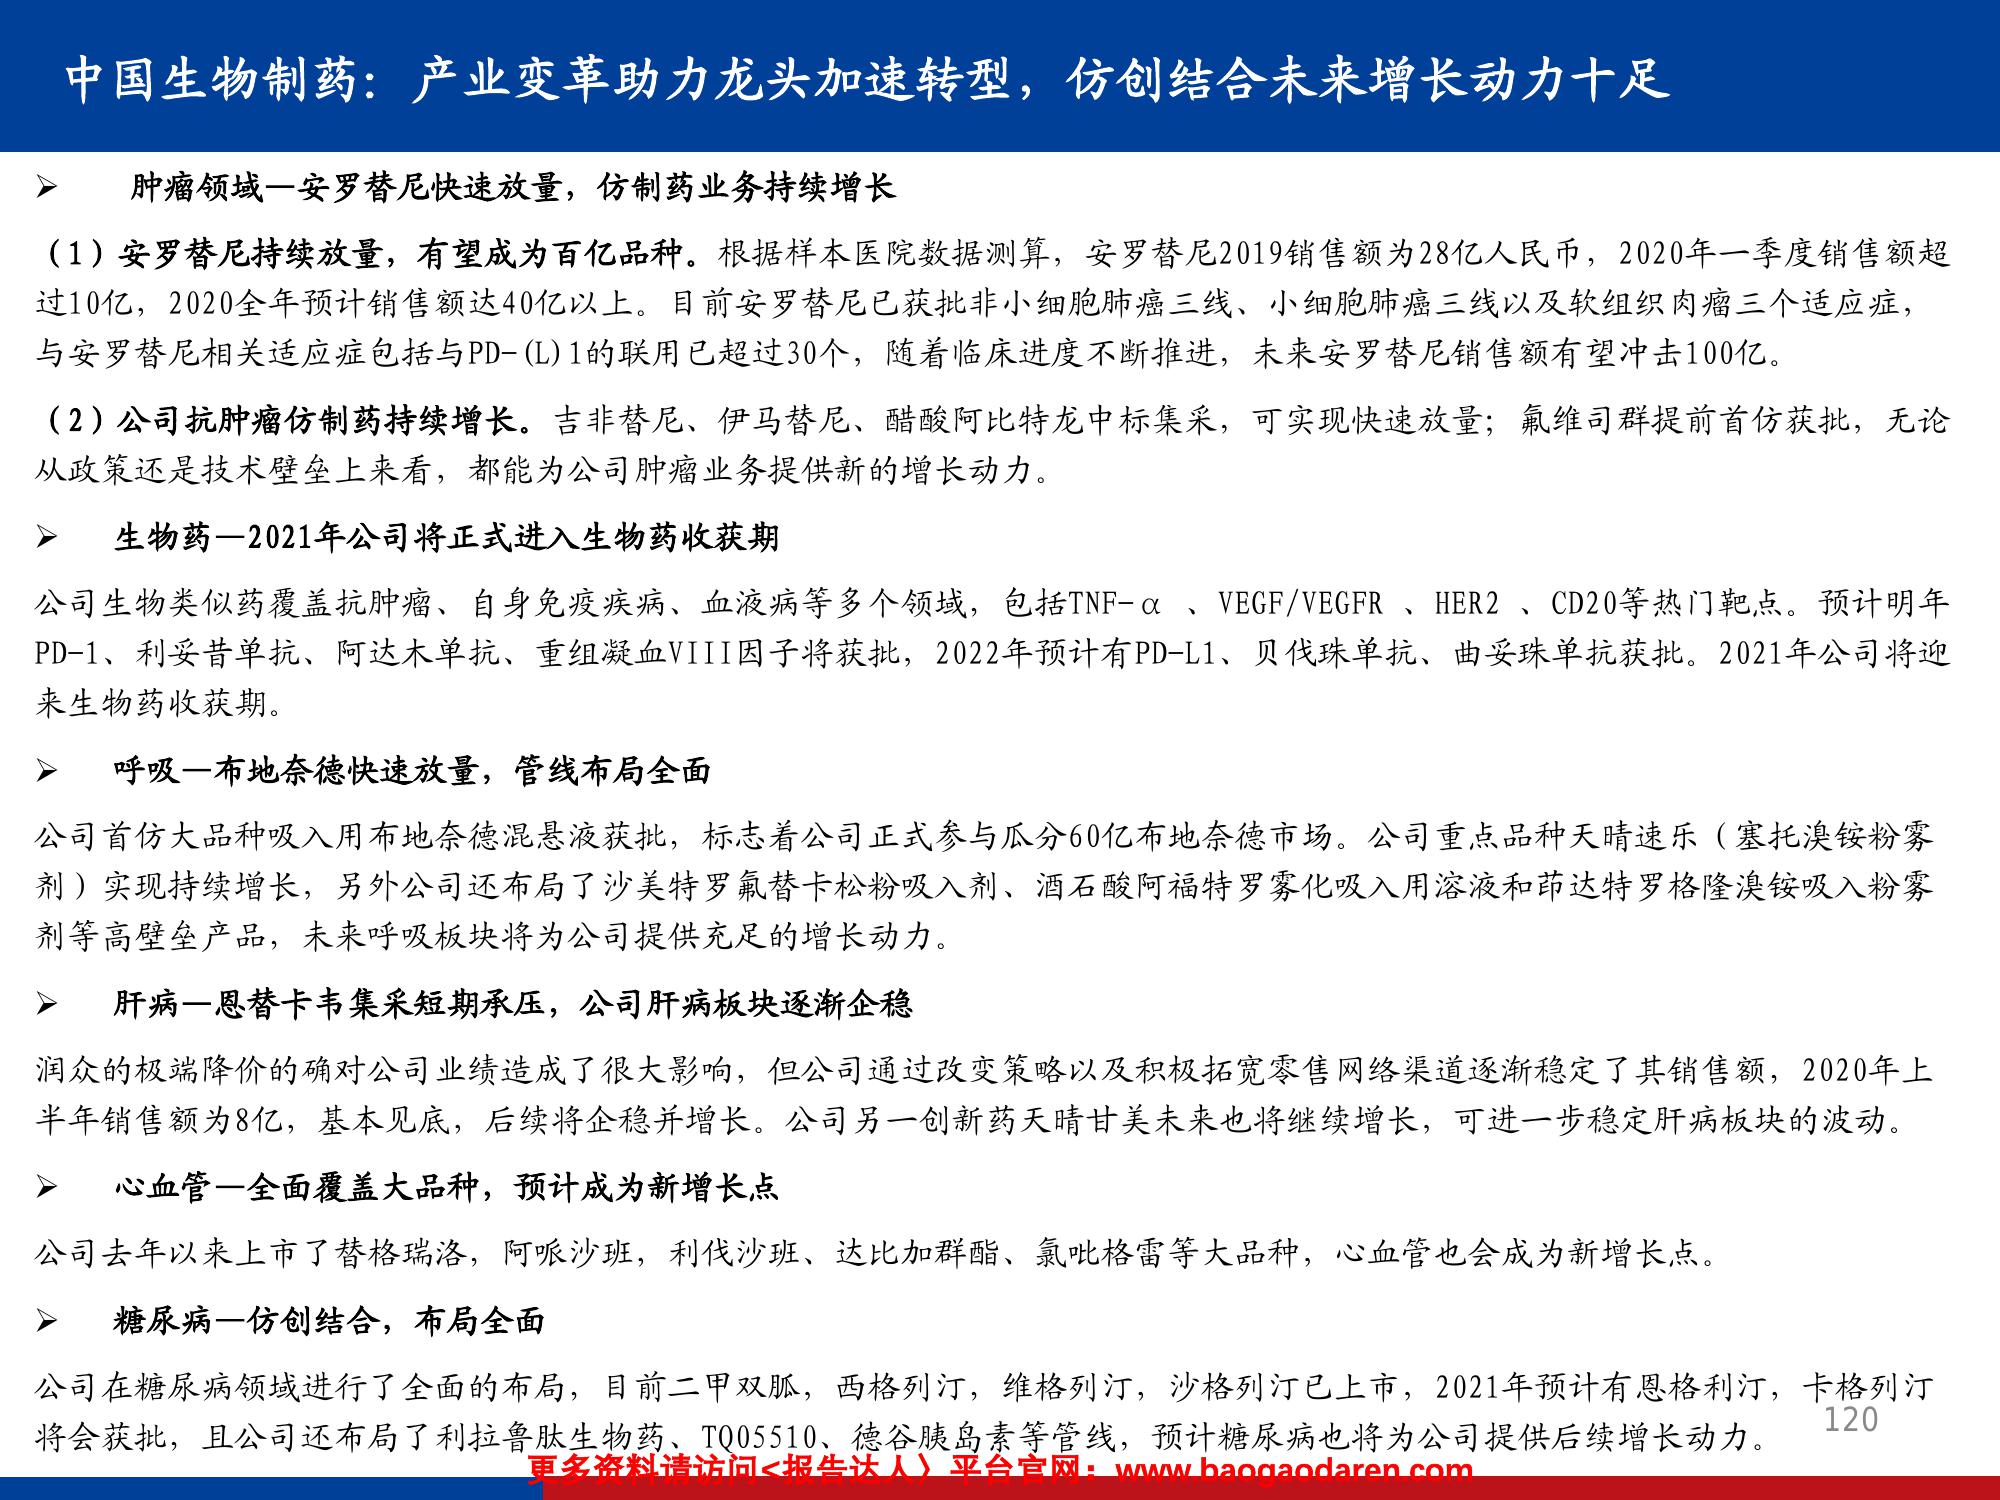 中国生物制药：产业变革助力龙头加速转型，仿创结合未来增长动力十足
➢ 肿瘤领域—安罗替尼快速放量，仿制药业务持续增长
（1）安罗替尼持续放量，有望成为百亿品种。根据样本医院数据测算，安罗替尼2019销售额为28亿人民币，2020年一季度销售额超
过10亿，2020全年预计销售额达40亿以上。目前安罗替尼已获批非小细胞肺癌三线、小细胞肺癌三线以及软组织肉瘤三个适应症，
与安罗替尼相关适应症包括与PD-(L)1的联用已超过30个，随着临床进度不断推进，未来安罗替尼销售额有望冲击100亿。
（2）公司抗肿瘤仿制药持续增长。吉非替尼、伊马替尼、醋酸阿比特龙中标集采，可实现快速放量；氟维司群提前首仿获批，无论
从政策还是技术壁垒上来看，都能为公司肿瘤业务提供新的增长动力。
➢ 生物药—2021年公司将正式进入生物药收获期
公司生物类似药覆盖抗肿瘤、自身免疫疾病、血液病等多个领域，包括TNF-α 、VEGF/VEGFR 、HER2 、CD20等热门靶点。预计明年
PD-1、利妥昔单抗、阿达木单抗、重组凝血VIII因子将获批，2022年预计有PD-L1、贝伐珠单抗、曲妥珠单抗获批。2021年公司将迎
来生物药收获期。
➢ 呼吸—布地奈德快速放量，管线布局全面
公司首仿大品种吸入用布地奈德混悬液获批，标志着公司正式参与瓜分60亿布地奈德市场。公司重点品种天晴速乐（塞托溴铵粉雾
剂）实现持续增长，另外公司还布局了沙美特罗氟替卡松粉吸入剂、酒石酸阿福特罗雾化吸入用溶液和茚达特罗格隆溴铵吸入粉雾
剂等高壁垒产品，未来呼吸板块将为公司提供充足的增长动力。
➢ 肝病—恩替卡韦集采短期承压，公司肝病板块逐渐企稳
润众的极端降价的确对公司业绩造成了很大影响，但公司通过改变策略以及积极拓宽零售网络渠道逐渐稳定了其销售额，2020年上
半年销售额为8亿，基本见底，后续将企稳并增长。公司另一创新药天晴甘美未来也将继续增长，可进一步稳定肝病板块的波动。
➢ 心血管—全面覆盖大品种，预计成为新增长点
公司去年以来上市了替格瑞洛，阿哌沙班，利伐沙班、达比加群酯、氯吡格雷等大品种，心血管也会成为新增长点。
➢ 糖尿病—仿创结合，布局全面
公司在糖尿病领域进行了全面的布局，目前二甲双胍，西格列汀，维格列汀，沙格列汀已上市，2021年预计有恩格利汀，卡格列汀
将会获批，且公司还布局了利拉鲁肽生物药、TQ05510、德谷胰岛素等管线，预计糖尿病也将为公司提供后续增长动力。
120
更多资料请访问<报告达人〉平台官网：www.baogaodaren.com